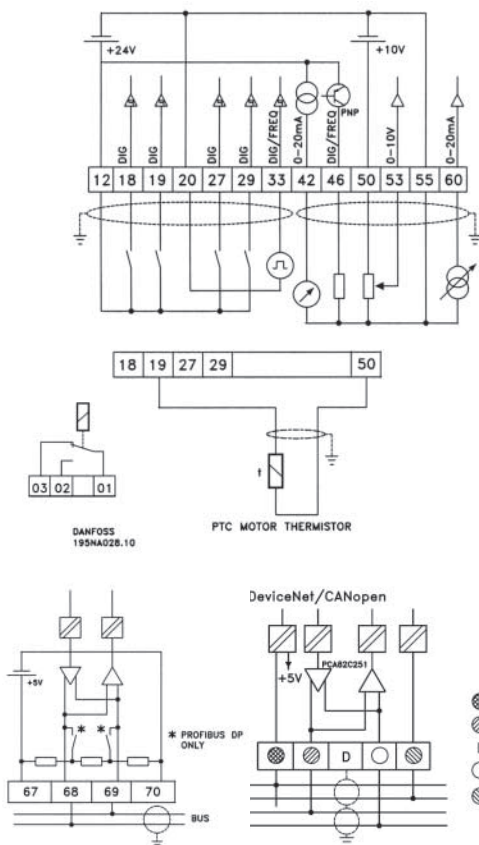 +24V
+10V
PNP
DIG
DIG
DIG
DIG
DIG/FREQ
0-20mA
DIG/FREQ
0-10V
0-20mA
12 18 19 20 27 29 33 42 46 50 53 55 60
18 19 27 29 50
t
03 02 01
DANFOSS
195NA028.10
PTC MOTOR THERMISTOR
DeviceNet/CANopen
+5V
PCA82C251
+5V
* *
* PROFIBUS DP
ONLY
D
67 68 69 70
BUS